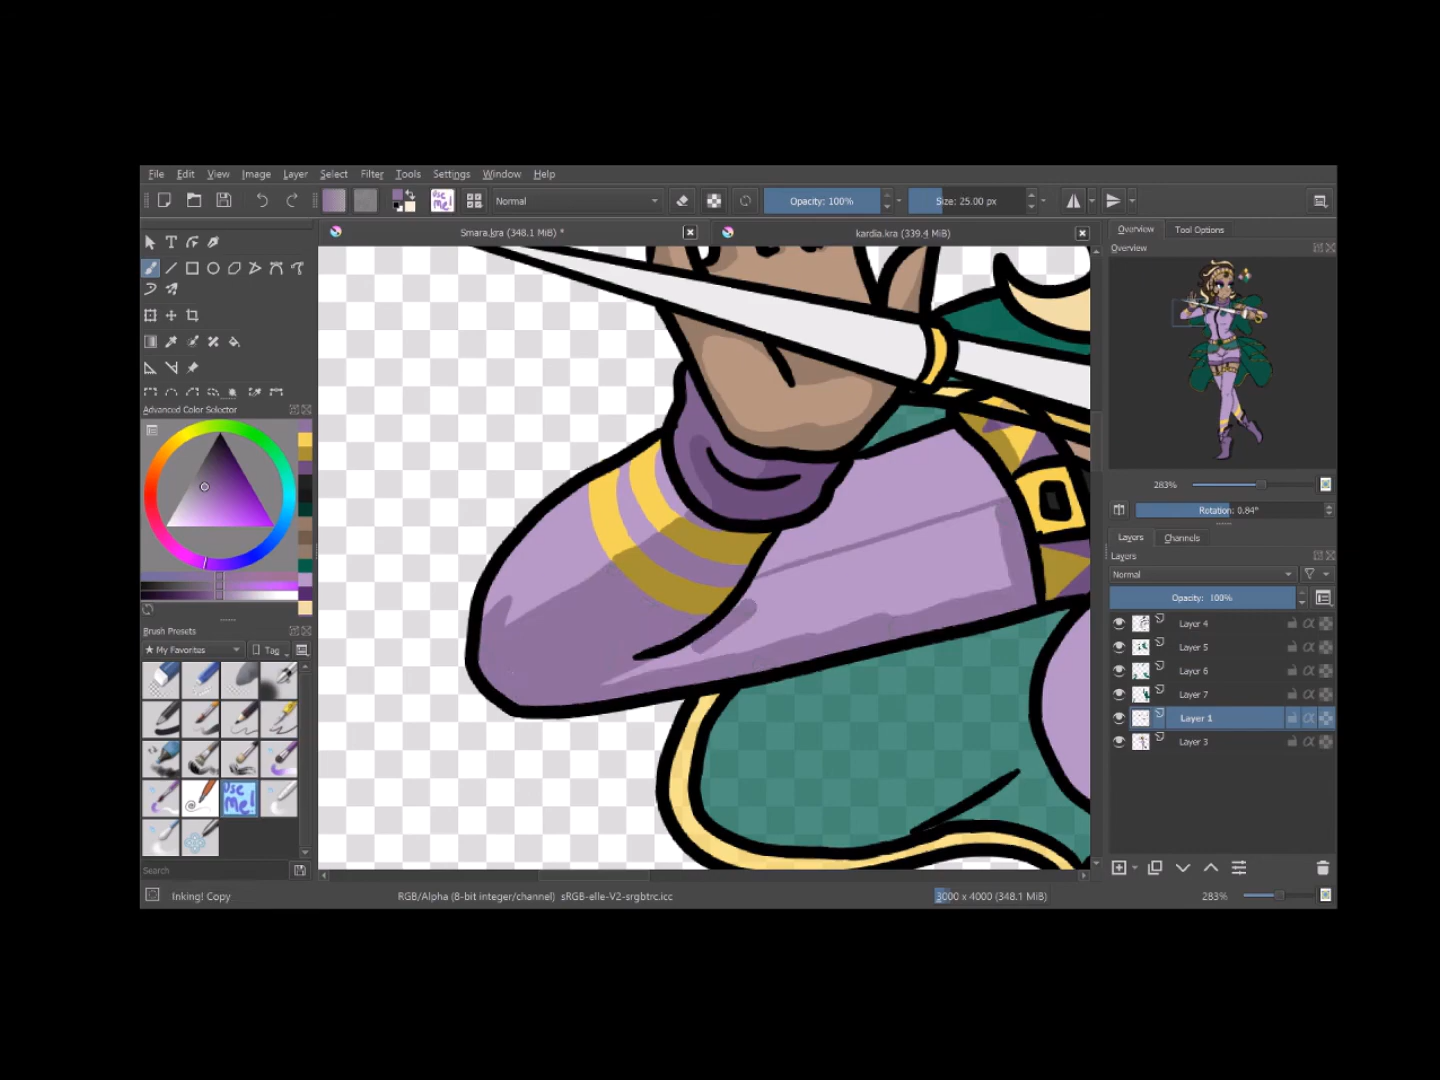 File Edit View Image Layer Select Filter Tools Settings Window Help
Use Me! Normal Opacity: 100% Size: 25.00 px
Smara.kra (348.1 MiB) * kardia.kra (339.4 MiB)
Overview Tool Options
Overview
Advanced Color Selector
283%
Rotation: 0.84°
Layers Channels
Layers
Normal
Opacity: 100%
Layer 4
Layer 5
Layer 6
Layer 7
Layer 1
Layer 3
Brush Presets
★ My Favorites Tag
Use Me!
Search
Inking! Copy RGB/Alpha (8-bit integer/channel) sRGB-elle-V2-srgbtrc.icc 3000 x 4000 (348.1 MiB) 283%